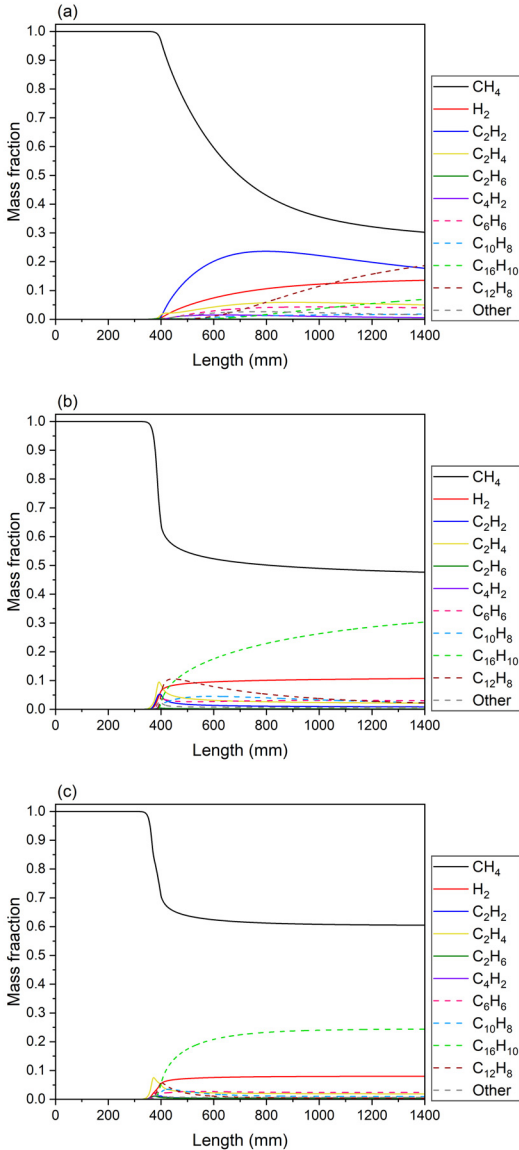 (a)
1.0
0.9
0.8
0.7
0.6
0.5
0.4
0.3
0.2
0.1
0.0
Mass fraction
0 200 400 600 800 1000 1200 1400
Length (mm)
CH₄
H₂
C₂H₂
C₂H₄
C₂H₆
C₄H₂
C₆H₆
C₁₀H₈
C₁₆H₁₀
C₁₂H₈
Other
(b)
1.0
0.9
0.8
0.7
0.6
0.5
0.4
0.3
0.2
0.1
0.0
Mass fraction
0 200 400 600 800 1000 1200 1400
Length (mm)
CH₄
H₂
C₂H₂
C₂H₄
C₂H₆
C₄H₂
C₆H₆
C₁₀H₈
C₁₆H₁₀
C₁₂H₈
Other
(c)
1.0
0.9
0.8
0.7
0.6
0.5
0.4
0.3
0.2
0.1
0.0
Mass fraaction
0 200 400 600 800 1000 1200 1400
Length (mm)
CH₄
H₂
C₂H₂
C₂H₄
C₂H₆
C₄H₂
C₆H₆
C₁₀H₈
C₁₆H₁₀
C₁₂H₈
Other